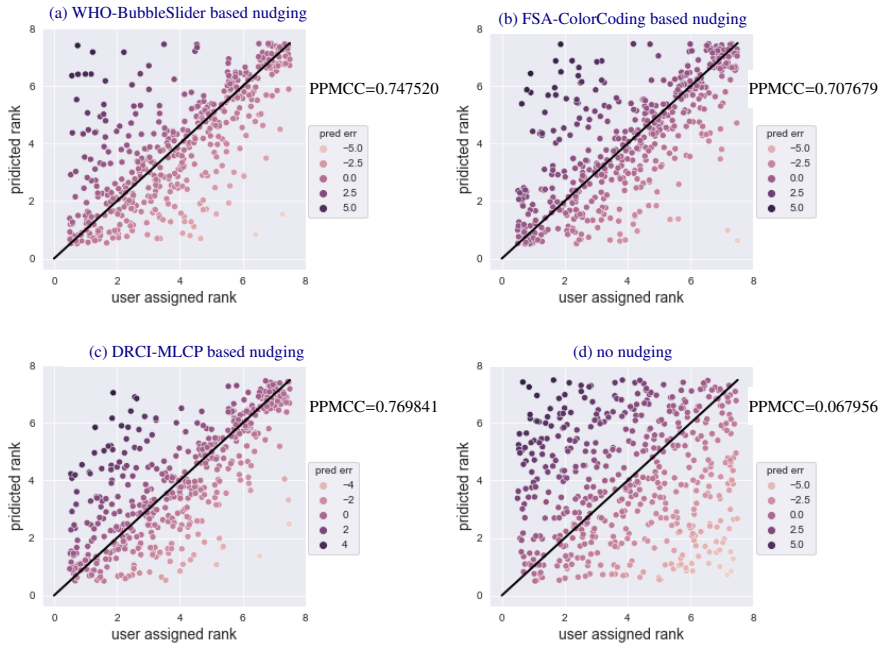 (a) WHO-BubbleSlider based nudging
8
6
4
2
0
pridicted rank
0 2 4 6 8
user assigned rank
PPMCC=0.747520
pred err
−5.0
−2.5
0.0
2.5
5.0
(b) FSA-ColorCoding based nudging
8
6
4
2
0
pridicted rank
0 2 4 6 8
user assigned rank
PPMCC=0.707679
pred err
−5.0
−2.5
0.0
2.5
5.0
(c) DRCI-MLCP based nudging
8
6
4
2
0
pridicted rank
0 2 4 6 8
user assigned rank
PPMCC=0.769841
pred err
−4
−2
0
2
4
(d) no nudging
8
6
4
2
0
pridicted rank
0 2 4 6 8
user assigned rank
PPMCC=0.067956
pred err
−5.0
−2.5
0.0
2.5
5.0